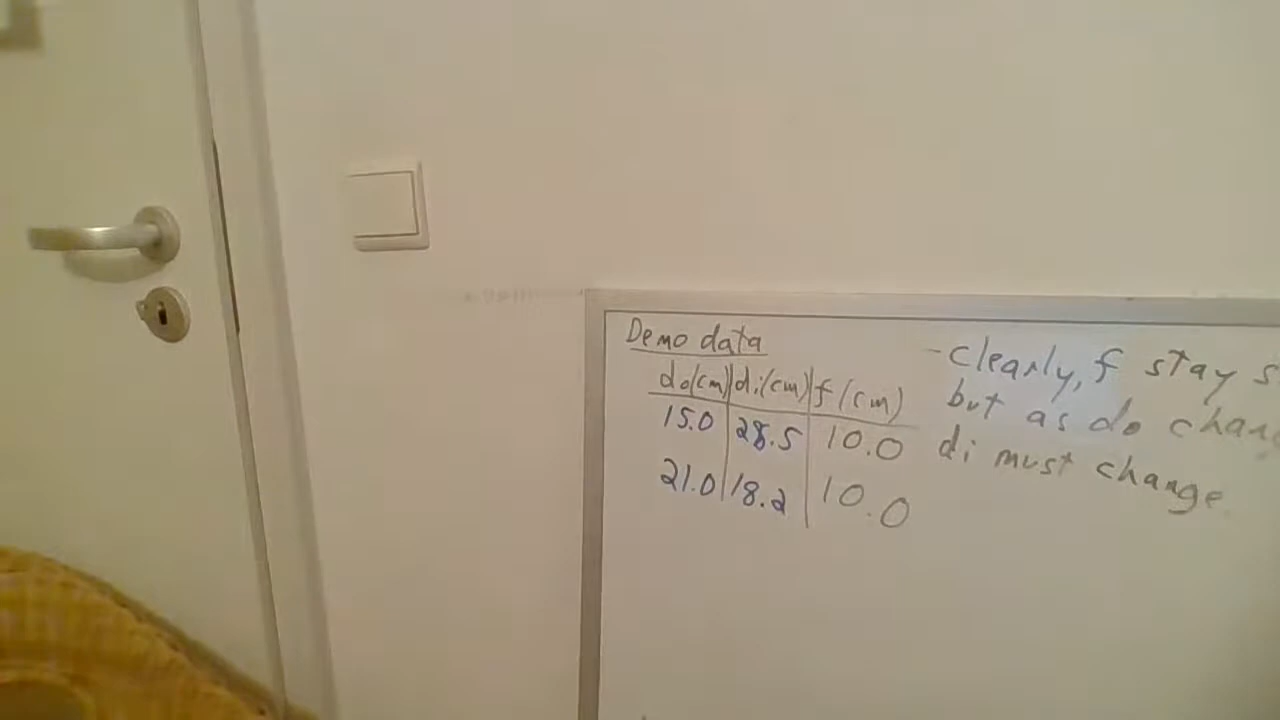 Demo data
do(cm) di(cm) f(cm)
15.0 28.5 10.0
21.0 18.2 10.0
-clearly, f stay s
but as do chan
di must change